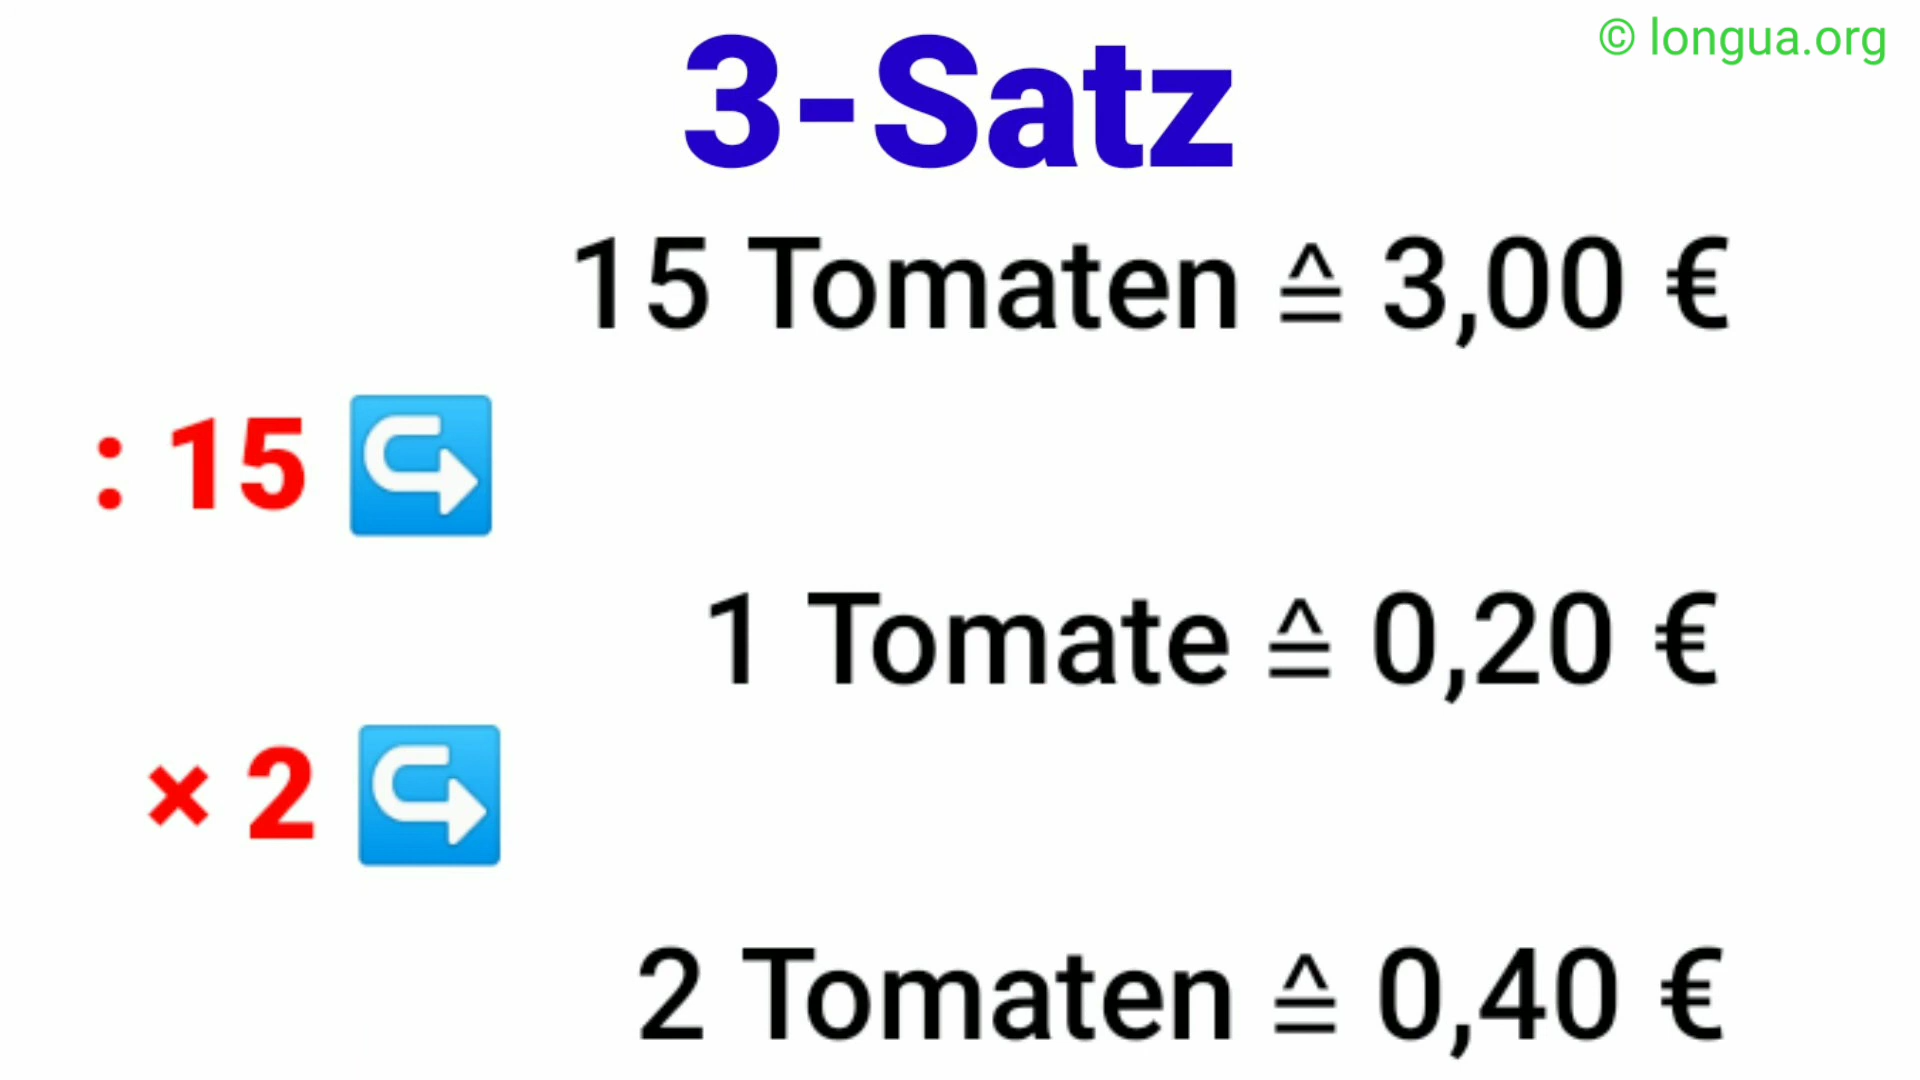 © longua.org
3-Satz
15 Tomaten ≙ 3,00 €
: 15 ↪
1 Tomate ≙ 0,20 €
× 2 ↪
2 Tomaten ≙ 0,40 €